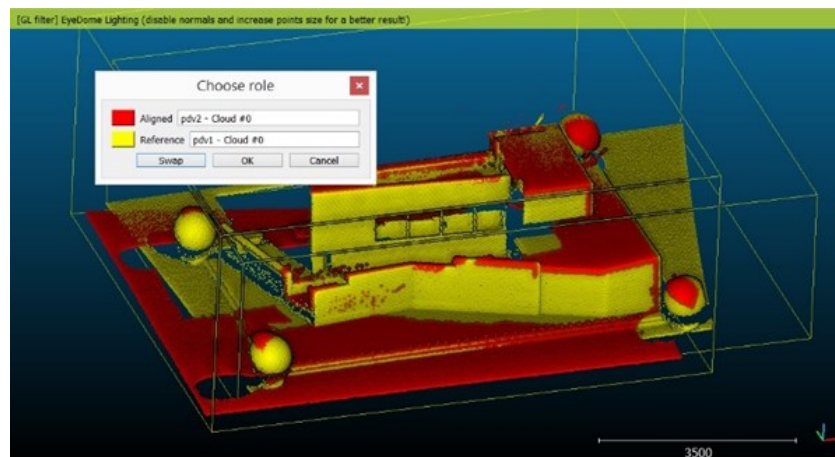 [GL filter] EyeDome Lighting (disable normals and increase points size for a better result!)
Choose role
Aligned pdv2 - Cloud #0
Reference pdv1 - Cloud #0
Swap OK Cancel
3500